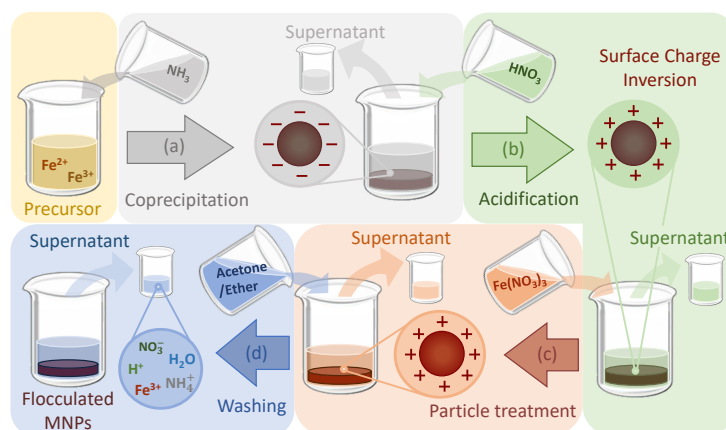 Supernatant
NH₃
HNO₃
Surface Charge
Inversion
Fe²⁺
Fe³⁺
(a)
(b)
− − − − − − − −
+ + + + + + + +
Precursor
Coprecipitation
Acidification
Supernatant
Supernatant
Supernatant
Acetone
/Ether
Fe(NO₃)₃
+ + + + + + + +
NO₃⁻
H₂O
H⁺
Fe³⁺
NH₄⁺
(d)
(c)
Flocculated
MNPs
Washing
Particle treatment